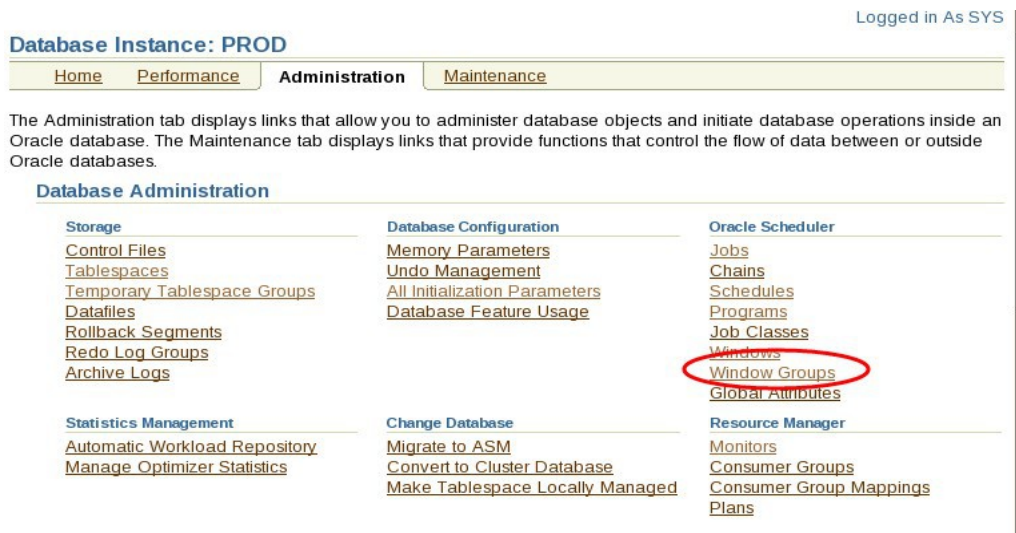 Logged in As SYS
Database Instance: PROD
Home Performance Administration Maintenance
The Administration tab displays links that allow you to administer database objects and initiate database operations inside an
Oracle database. The Maintenance tab displays links that provide functions that control the flow of data between or outside
Oracle databases.
Database Administration
Storage
Control Files
Tablespaces
Temporary Tablespace Groups
Datafiles
Rollback Segments
Redo Log Groups
Archive Logs
Database Configuration
Memory Parameters
Undo Management
All Initialization Parameters
Database Feature Usage
Oracle Scheduler
Jobs
Chains
Schedules
Programs
Job Classes
Windows
Window Groups
Global Attributes
Statistics Management
Automatic Workload Repository
Manage Optimizer Statistics
Change Database
Migrate to ASM
Convert to Cluster Database
Make Tablespace Locally Managed
Resource Manager
Monitors
Consumer Groups
Consumer Group Mappings
Plans